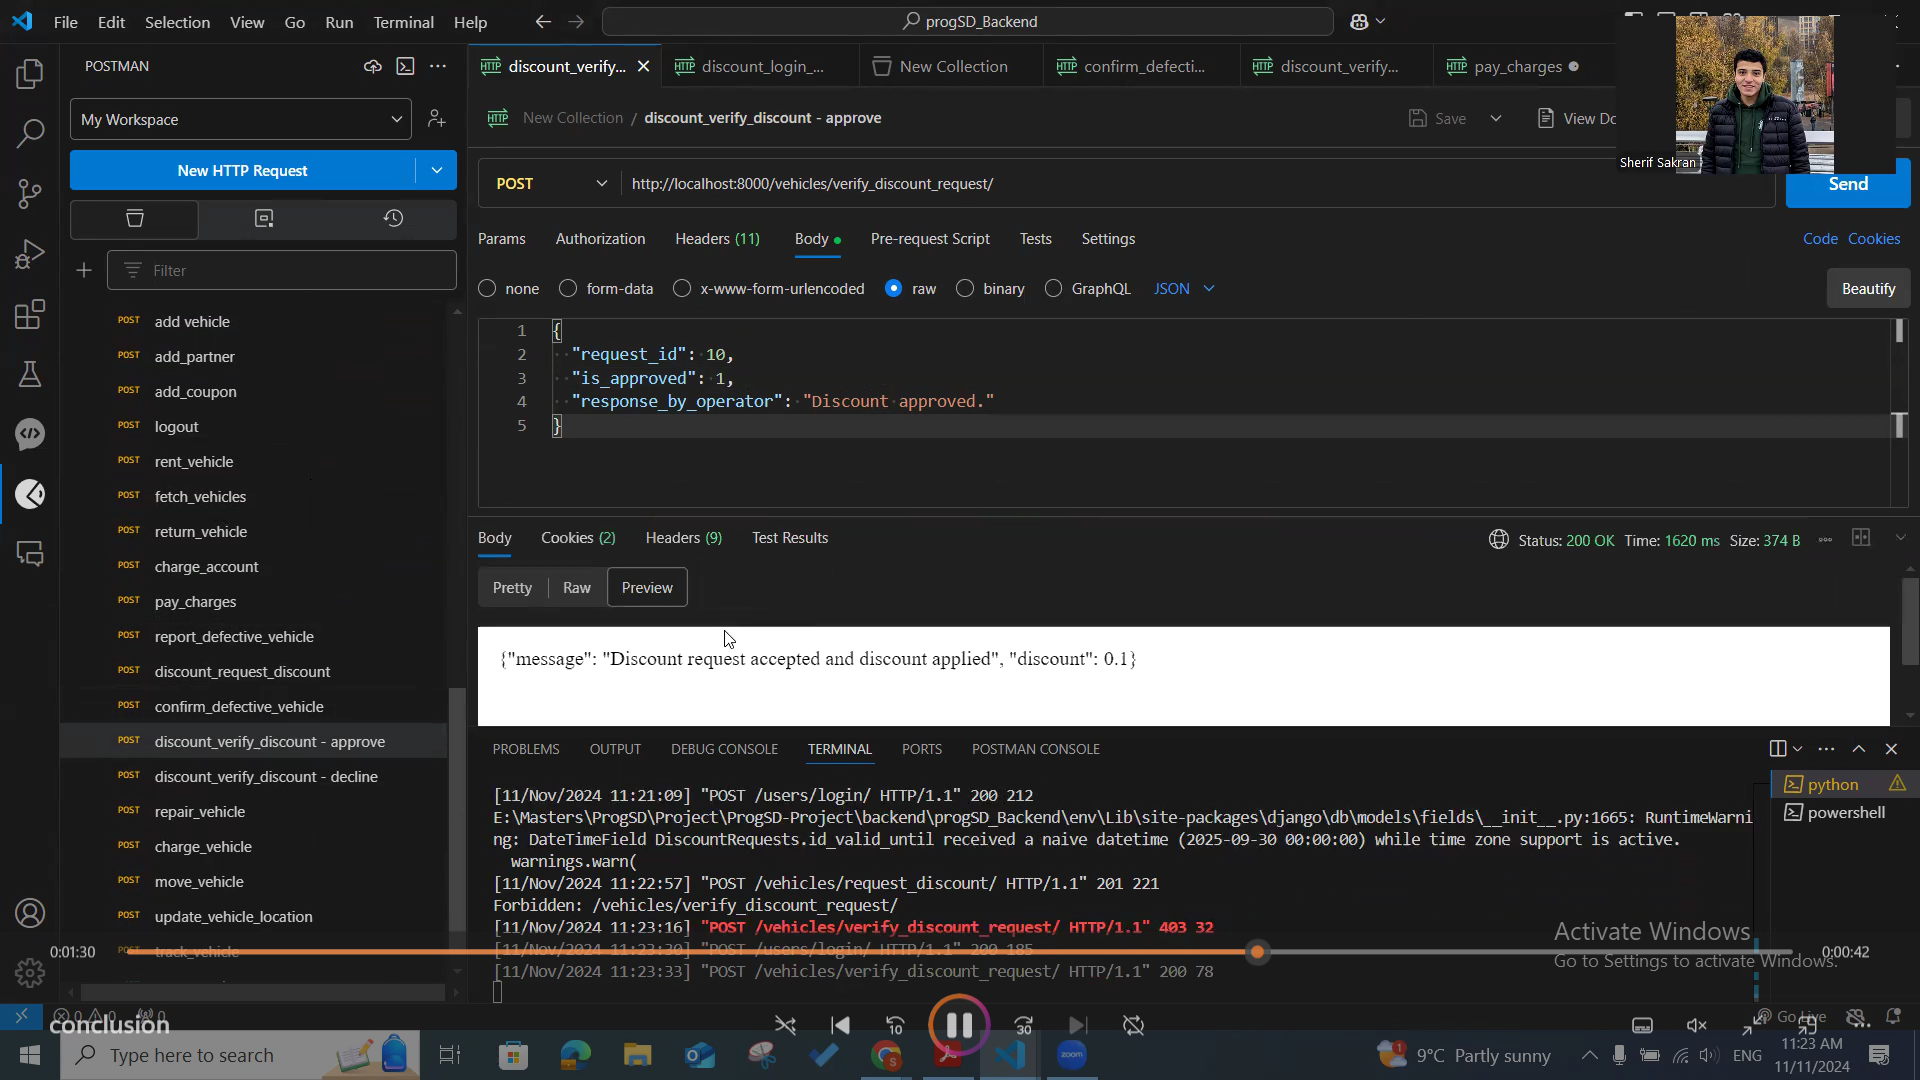 File Edit Selection View Go Run Terminal Help
progSD_Backend
POSTMAN
discount_verify...
discount_login_...
New Collection
confirm_defecti...
discount_verify...
pay_charges
My Workspace
New Collection / discount_verify_discount - approve
Save
View Do
Sherif Sakran
New HTTP Request
POST
http://localhost:8000/vehicles/verify_discount_request/
Send
Params Authorization Headers (11) Body Pre-request Script Tests Settings
Code Cookies
Filter
none form-data x-www-form-urlencoded raw binary GraphQL JSON
Beautify
POST add vehicle
POST add_partner
POST add_coupon
POST logout
POST rent_vehicle
POST fetch_vehicles
POST return_vehicle
POST charge_account
POST pay_charges
POST report_defective_vehicle
POST discount_request_discount
POST confirm_defective_vehicle
POST discount_verify_discount - approve
POST discount_verify_discount - decline
POST repair_vehicle
POST charge_vehicle
POST move_vehicle
POST update_vehicle_location
POST track_vehicle
1 {
2 "request_id": 10,
3 "is_approved": 1,
4 "response_by_operator": "Discount approved."
5 }
Body Cookies (2) Headers (9) Test Results
Status: 200 OK Time: 1620 ms Size: 374 B
Pretty Raw Preview
{"message": "Discount request accepted and discount applied", "discount": 0.1}
PROBLEMS OUTPUT DEBUG CONSOLE TERMINAL PORTS POSTMAN CONSOLE
[11/Nov/2024 11:21:09] "POST /users/login/ HTTP/1.1" 200 212
E:\Masters\ProgSD\Project\ProgSD-Project\backend\progSD_Backend\env\Lib\site-packages\django\db\models\fields\__init__.py:1665: RuntimeWarni
ng: DateTimeField DiscountRequests.id_valid_until received a naive datetime (2025-09-30 00:00:00) while time zone support is active.
warnings.warn(
[11/Nov/2024 11:22:57] "POST /vehicles/request_discount/ HTTP/1.1" 201 221
Forbidden: /vehicles/verify_discount_request/
[11/Nov/2024 11:23:16] "POST /vehicles/verify_discount_request/ HTTP/1.1" 403 32
[11/Nov/2024 11:23:30] "POST /users/login/ HTTP/1.1" 200 185
[11/Nov/2024 11:23:33] "POST /vehicles/verify_discount_request/ HTTP/1.1" 200 78
python
powershell
Activate Windows
Go to Settings to activate Windows.
0:01:30
0:00:42
0 0 0
Go Live
conclusion
10
30
Type here to search
zoom
9°C Partly sunny
ENG
11:23 AM
11/11/2024